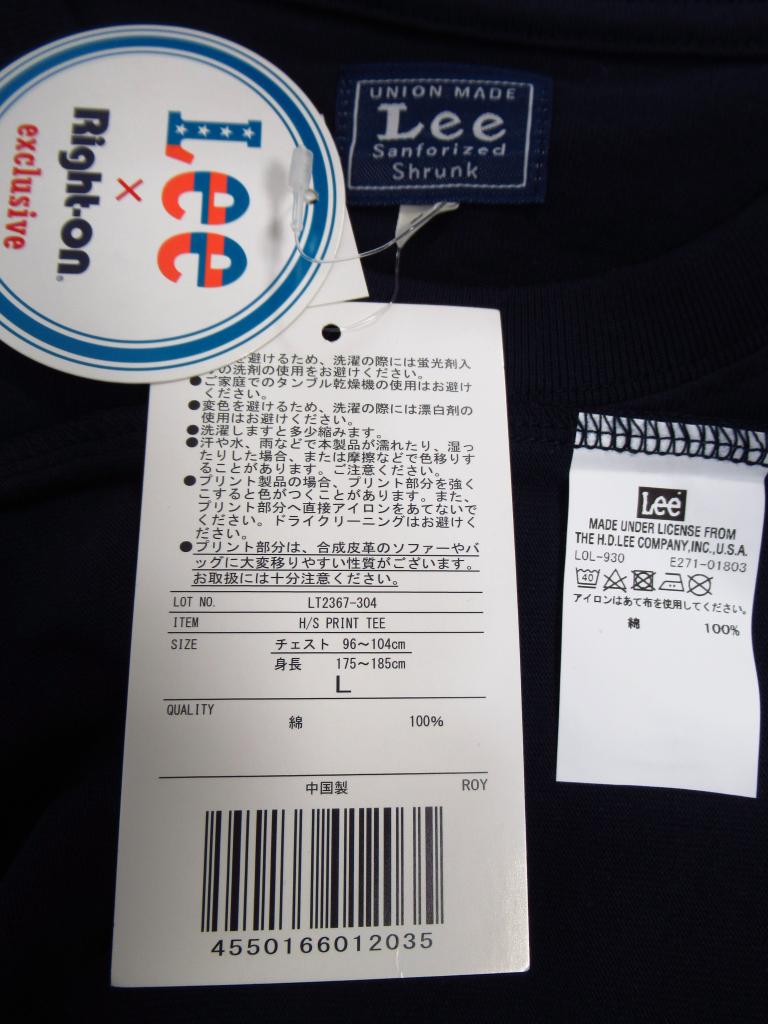 Lee
×
Right-on
exclusive
UNION MADE
Lee
Sanforized
Shrunk
を避けるため、洗濯の際には蛍光剤入
の洗剤の使用をお避けください。
●ご家庭でのタンブル乾燥機の使用はお避け
ください。
●変色を避けるため、洗濯の際には漂白剤の
使用はお避けください。
●洗濯しますと多少縮みます。
●汗や水、雨などで本製品が濡れたり、湿っ
たりした場合、または摩擦などで色移りす
ることがあります。ご注意ください。
●プリント製品の場合、プリント部分を強く
こすると色がつくことがあります。また、
プリント部分へ直接アイロンをあてないで
ください。ドライクリーニングはお避けく
ださい。
●プリント部分は、合成皮革のソファーやバ
ッグに大変移りやすい性質がございます。
お取扱には十分注意ください。
LOT NO. LT2367-304
ITEM H/S PRINT TEE
SIZE チェスト 96～104cm
身長 175～185cm
L
QUALITY
綿 100%
中国製 ROY
4550166012035
Lee
MADE UNDER LICENSE FROM
THE H.D.LEE COMPANY,INC.,U.S.A.
LOL-930 E271-01803
40
アイロンはあて布を使用してください。
綿 100%